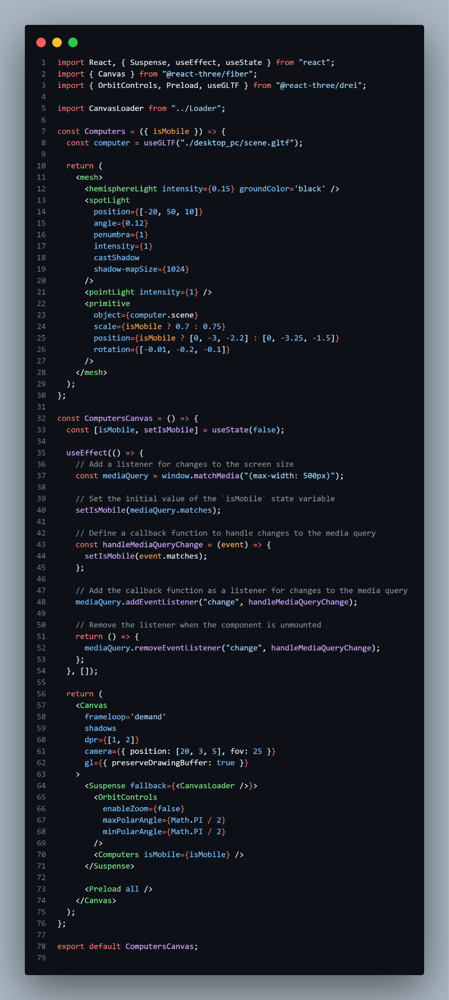 1 import React, { Suspense, useEffect, useState } from "react";
2 import { Canvas } from "@react-three/fiber";
3 import { OrbitControls, Preload, useGLTF } from "@react-three/drei";
4
5 import CanvasLoader from "../Loader";
6
7 const Computers = ({ isMobile }) => {
8   const computer = useGLTF("./desktop_pc/scene.gltf");
9
10   return (
11     <mesh>
12       <hemisphereLight intensity={0.15} groundColor='black' />
13       <spotLight
14         position={[-20, 50, 10]}
15         angle={0.12}
16         penumbra={1}
17         intensity={1}
18         castShadow
19         shadow-mapSize={1024}
20       />
21       <pointLight intensity={1} />
22       <primitive
23         object={computer.scene}
24         scale={isMobile ? 0.7 : 0.75}
25         position={isMobile ? [0, -3, -2.2] : [0, -3.25, -1.5]}
26         rotation={[-0.01, -0.2, -0.1]}
27       />
28     </mesh>
29   );
30 };
31
32 const ComputersCanvas = () => {
33   const [isMobile, setIsMobile] = useState(false);
34
35   useEffect(() => {
36     // Add a listener for changes to the screen size
37     const mediaQuery = window.matchMedia("(max-width: 500px)");
38
39     // Set the initial value of the `isMobile` state variable
40     setIsMobile(mediaQuery.matches);
41
42     // Define a callback function to handle changes to the media query
43     const handleMediaQueryChange = (event) => {
44       setIsMobile(event.matches);
45     };
46
47     // Add the callback function as a listener for changes to the media query
48     mediaQuery.addEventListener("change", handleMediaQueryChange);
49
50     // Remove the listener when the component is unmounted
51     return () => {
52       mediaQuery.removeEventListener("change", handleMediaQueryChange);
53     };
54   }, []);
55
56   return (
57     <Canvas
58       frameloop='demand'
59       shadows
60       dpr={[1, 2]}
61       camera={{ position: [20, 3, 5], fov: 25 }}
62       gl={{ preserveDrawingBuffer: true }}
63     >
64       <Suspense fallback={<CanvasLoader />}>
65         <OrbitControls
66           enableZoom={false}
67           maxPolarAngle={Math.PI / 2}
68           minPolarAngle={Math.PI / 2}
69         />
70         <Computers isMobile={isMobile} />
71       </Suspense>
72
73       <Preload all />
74     </Canvas>
75   );
76 };
77
78 export default ComputersCanvas;
79